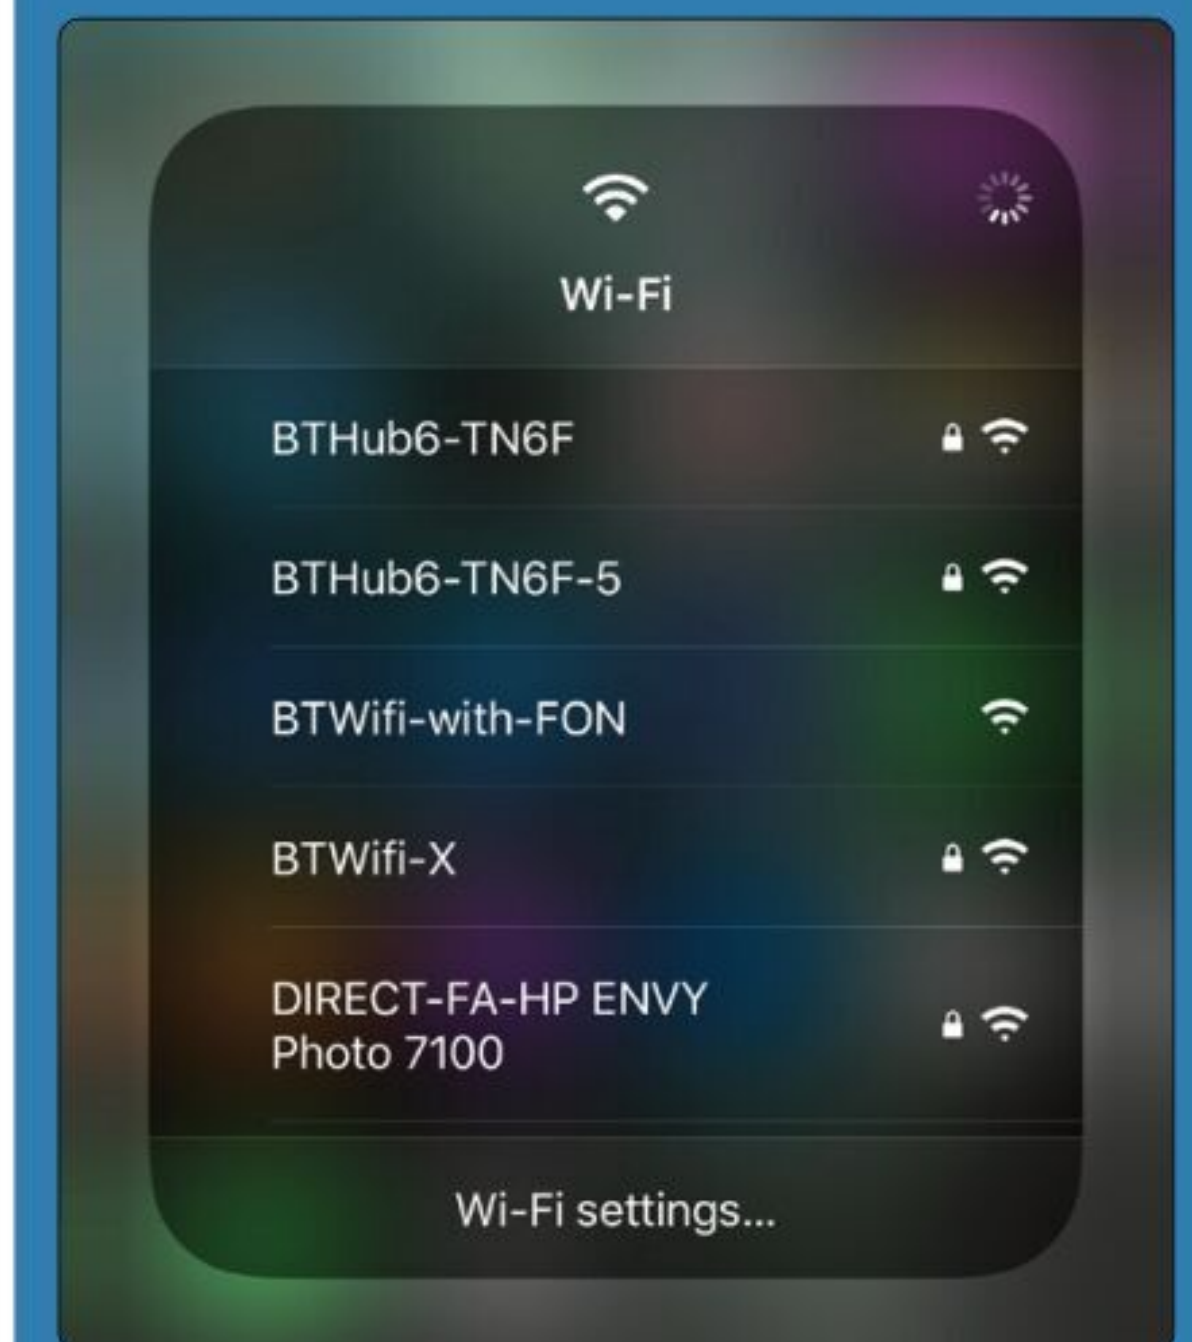 Wi-Fi
BTHub6-TN6F
BTHub6-TN6F-5
BTWifi-with-FON
BTWifi-X
DIRECT-FA-HP ENVY
Photo 7100
Wi-Fi settings...